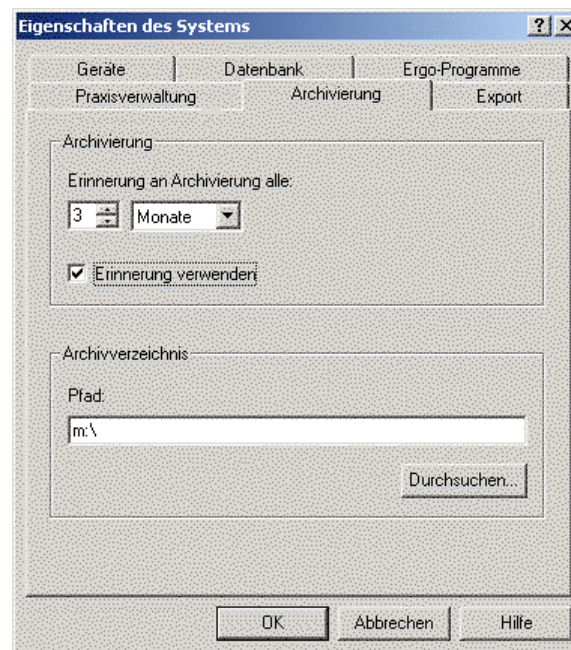 Eigenschaften des Systems
Geräte Datenbank Ergo-Programme
Praxisverwaltung Archivierung Export
Archivierung
Erinnerung an Archivierung alle:
3 Monate
Erinnerung verwenden
Archivverzeichnis
Pfad:
m:\
Durchsuchen...
OK Abbrechen Hilfe